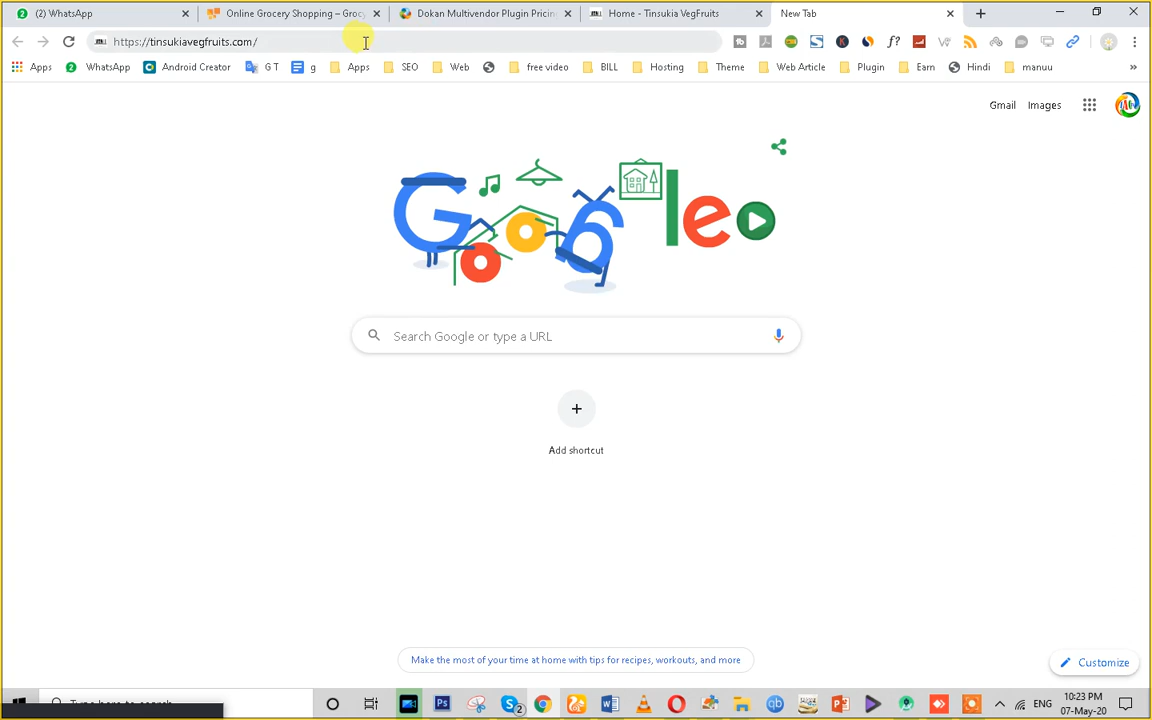 (2) WhatsApp
Online Grocery Shopping – Grocy
Dokan Multivendor Plugin Pricin
Home - Tinsukia VegFruits
New Tab
https://tinsukiavegfruits.com/
Apps
WhatsApp
Android Creator
G T
g
Apps
SEO
Web
free video
BILL
Hosting
Theme
Web Article
Plugin
Earn
Hindi
manuu
»
Gmail Images
Google
Search Google or type a URL
Add shortcut
Make the most of your time at home with tips for recipes, workouts, and more
Customize
ENG
10:23 PM
07-May-20